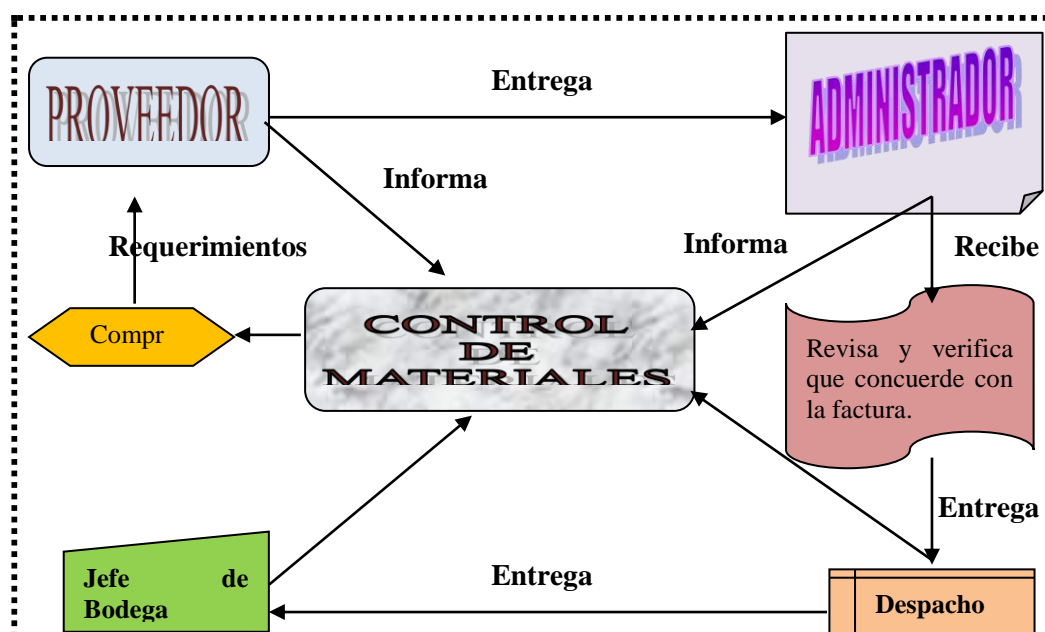 Entrega
PROVEEDOR
ADMINISTRADOR
Informa
Requerimientos
Informa
Recibe
Compr
CONTROL
DE
MATERIALES
Revisa y verifica
que concuerde con
la factura.
Entrega
Jefe de
Bodega
Entrega
Despacho